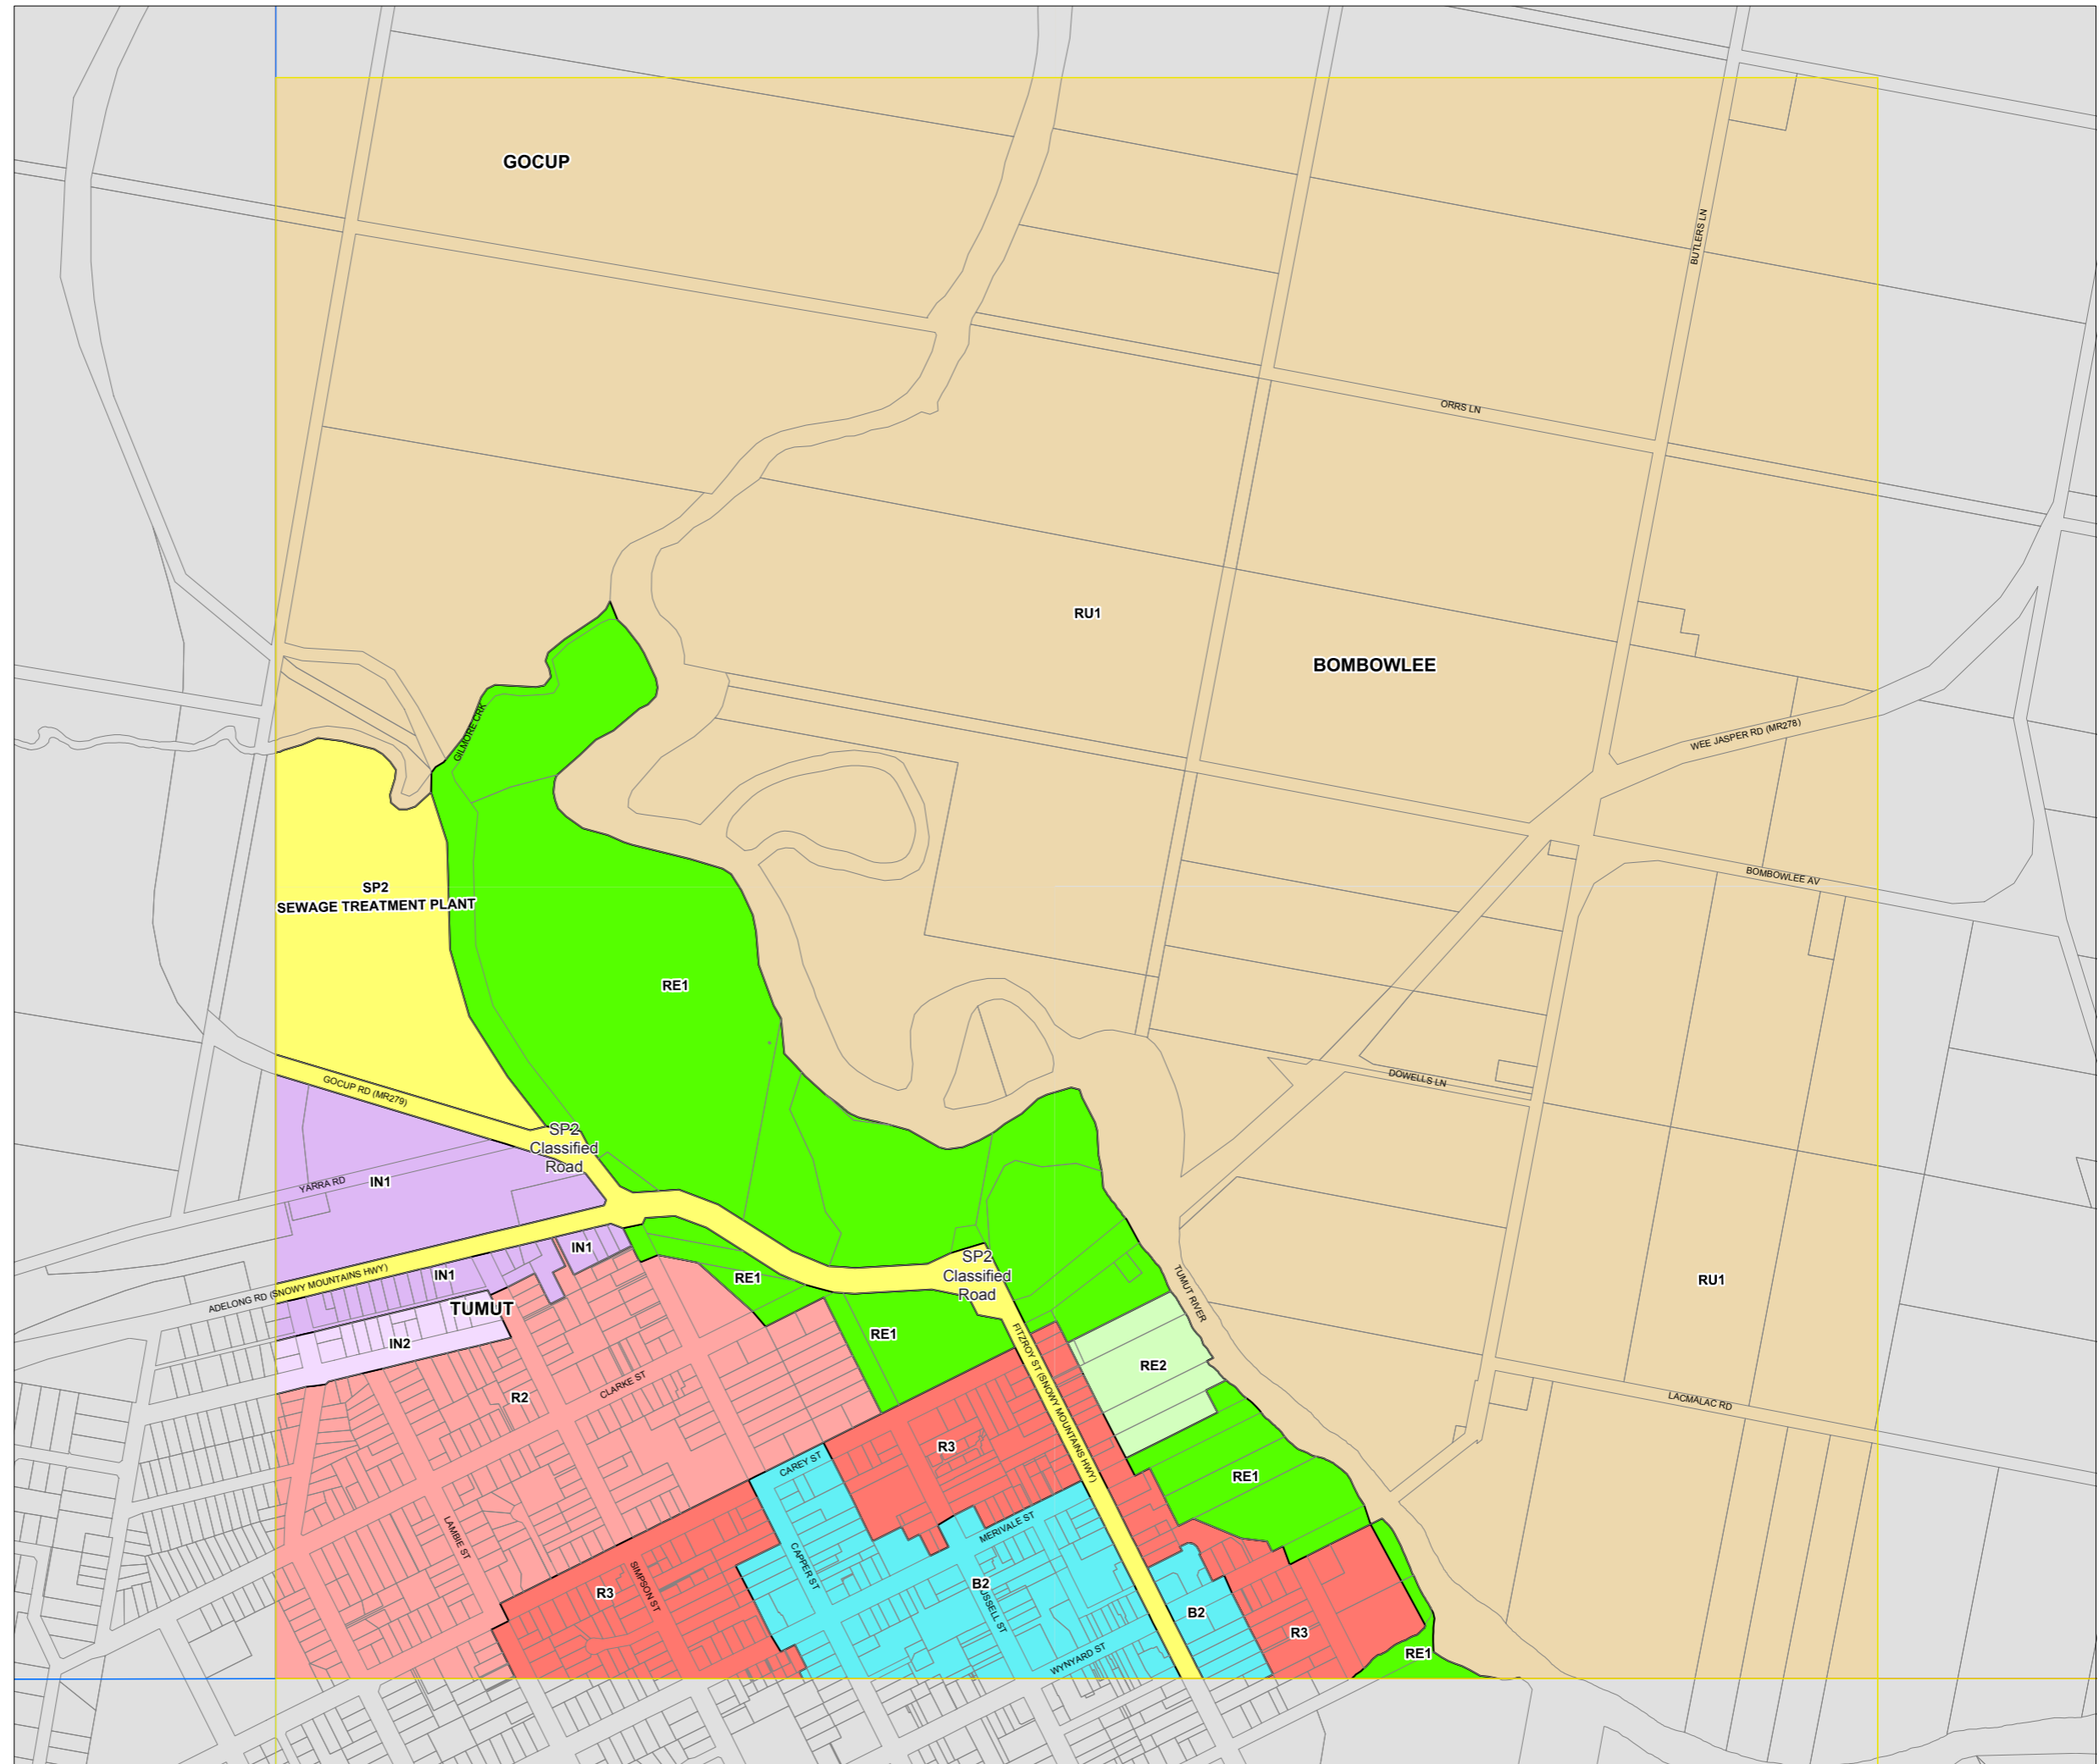 GOCUP
BUTLERS LN
ORRS LN
RU1
BOMBOWLEE
GILMORE CRK
WEE JASPER RD (MR278)
SP2
SEWAGE TREATMENT PLANT
BOMBOWLEE AV
RE1
DOWELLS LN
GOCUP RD (MR279)
SP2
Classified
Road
YARRA RD
IN1
IN1
IN1
RE1
SP2
Classified
Road
RU1
TUMUT RIVER
ADELONG RD (SNOWY MOUNTAINS HWY)
TUMUT
IN2
RE1
FITZROY ST (SNOWY MOUNTAINS HWY)
RE2
R2
CLARKE ST
LACMALAC RD
R3
CAREY ST
RE1
LAMBIE ST
MERIVALE ST
CAPPER ST
SIMPSON ST
R3
B2
B2
WYNYARD ST
R3
RE1